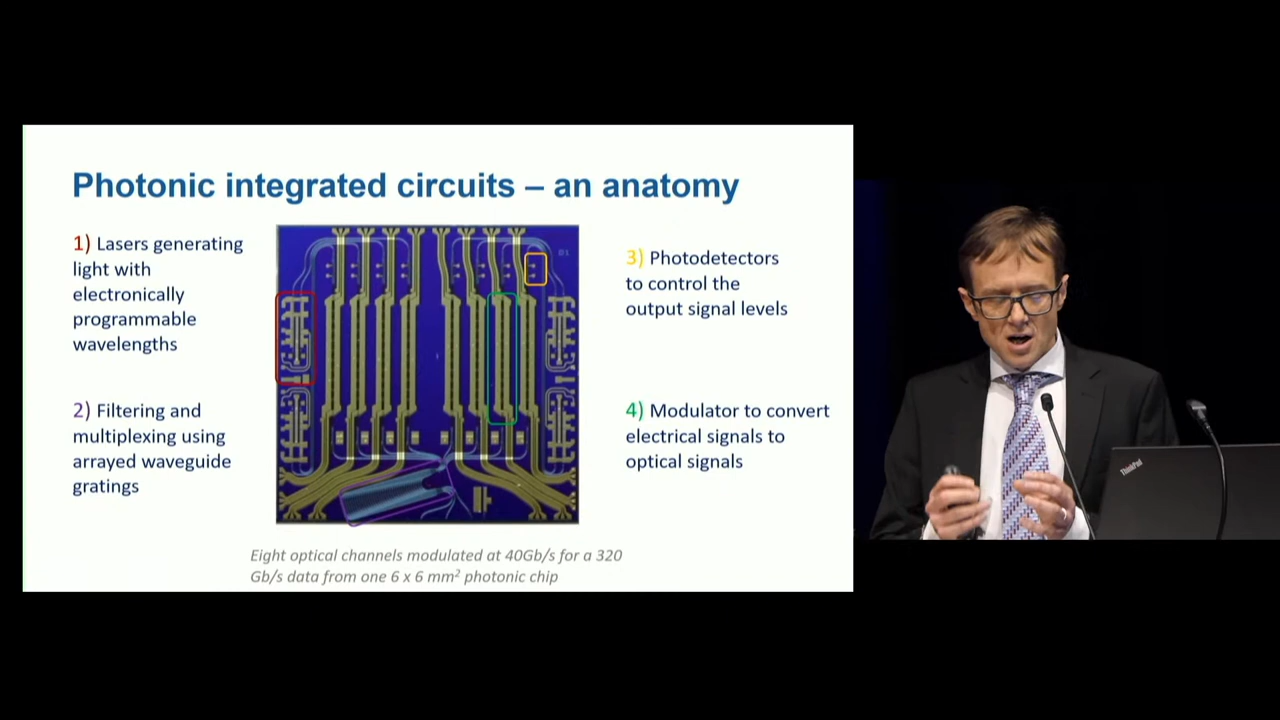 Photonic integrated circuits – an anatomy
1) Lasers generating
light with
electronically
programmable
wavelengths
2) Filtering and
multiplexing using
arrayed waveguide
gratings
3) Photodetectors
to control the
output signal levels
4) Modulator to convert
electrical signals to
optical signals
Eight optical channels modulated at 40Gb/s for a 320
Gb/s data from one 6 x 6 mm² photonic chip
ThinkPad